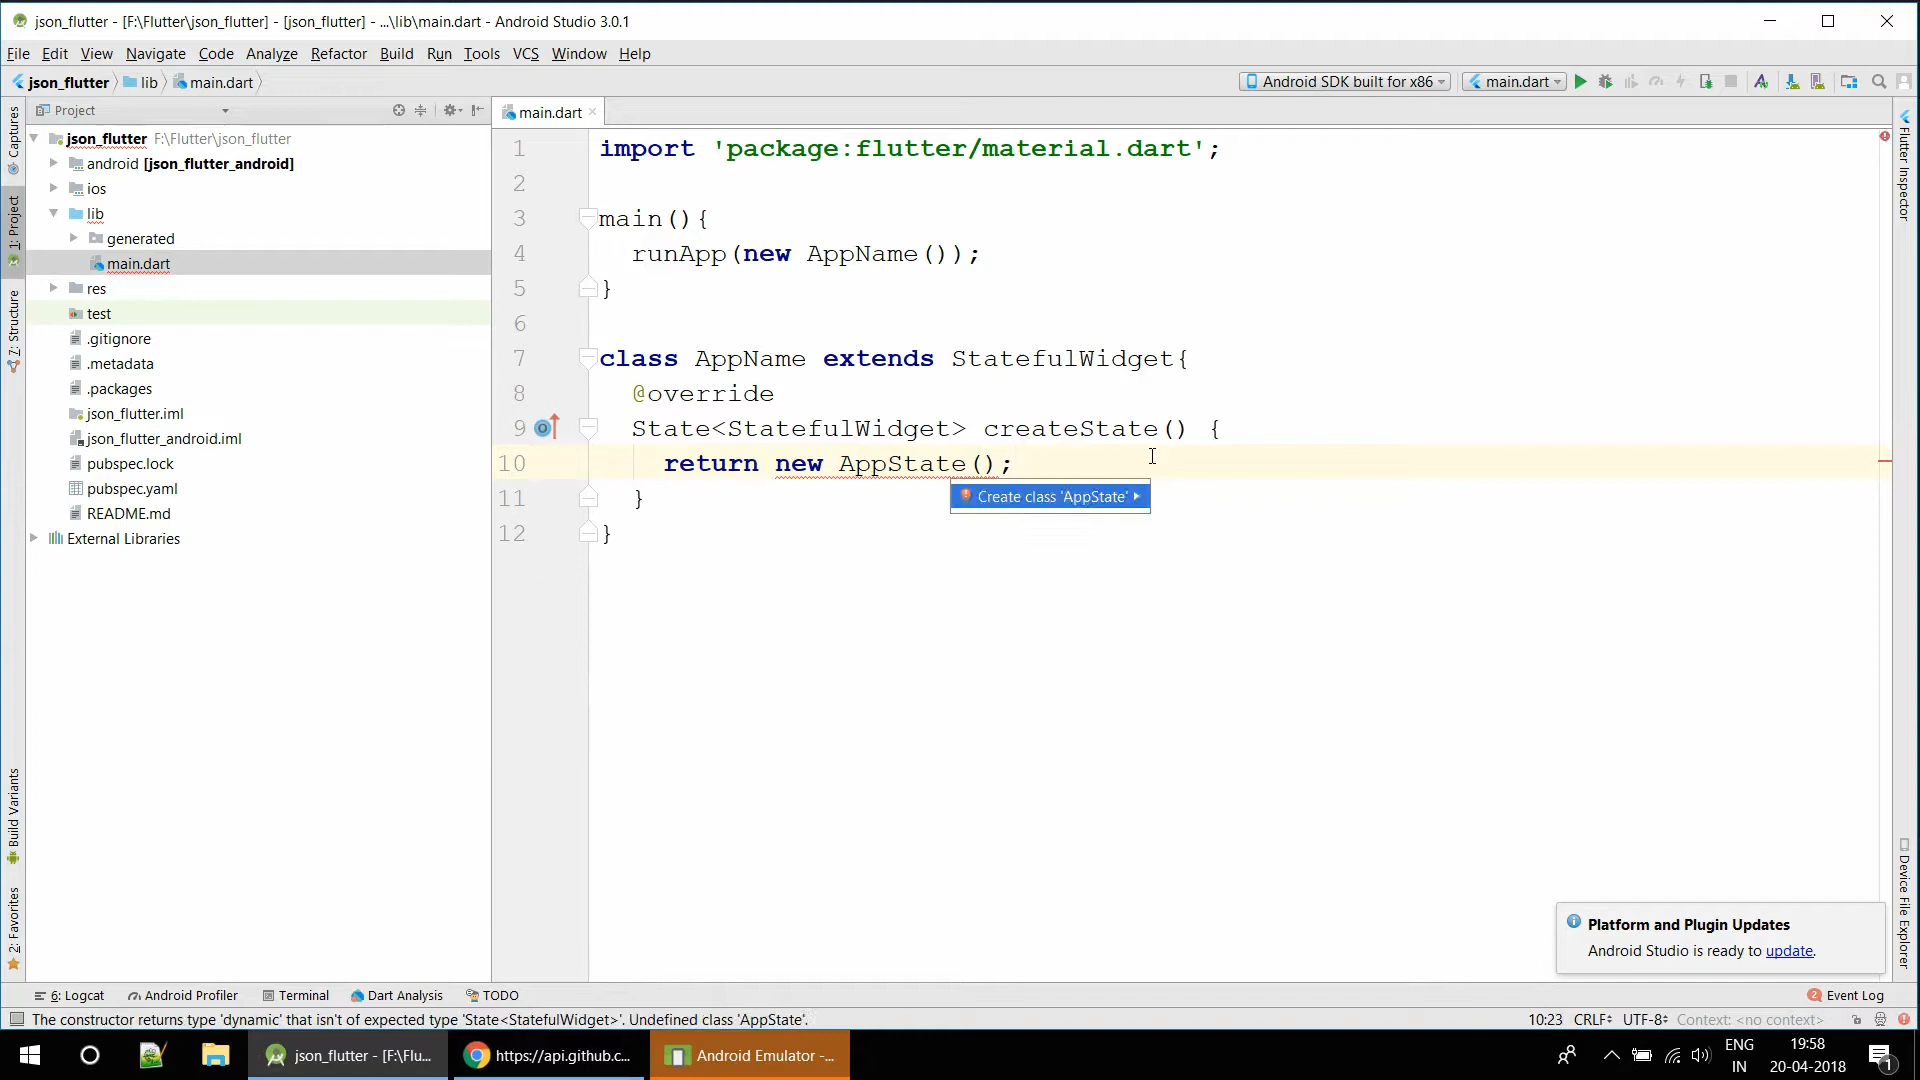 json_flutter - [F:\Flutter\json_flutter] - [json_flutter] - ...\lib\main.dart - Android Studio 3.0.1
File Edit View Navigate Code Analyze Refactor Build Run Tools VCS Window Help
json_flutter lib main.dart
Android SDK built for x86 main.dart
Project
main.dart
Captures
1: Project
7: Structure
Build Variants
2: Favorites
json_flutter F:\Flutter\json_flutter
android [json_flutter_android]
ios
lib
generated
main.dart
res
test
.gitignore
.metadata
.packages
json_flutter.iml
json_flutter_android.iml
pubspec.lock
pubspec.yaml
README.md
External Libraries
1 import 'package:flutter/material.dart';
2
3 main(){
4 runApp(new AppName());
5 }
6
7 class AppName extends StatefulWidget{
8 @override
9 State<StatefulWidget> createState() {
10 return new AppState();
Create class 'AppState'
11 }
12 }
Flutter Inspector
Device File Explorer
Platform and Plugin Updates
Android Studio is ready to update.
6: Logcat Android Profiler Terminal Dart Analysis TODO
2 Event Log
The constructor returns type 'dynamic' that isn't of expected type 'State<StatefulWidget>'. Undefined class 'AppState'.
10:23 CRLF UTF-8 Context: <no context>
json_flutter - [F:\Flu...
https://api.github.c...
Android Emulator -...
ENG
IN
19:58
20-04-2018
1